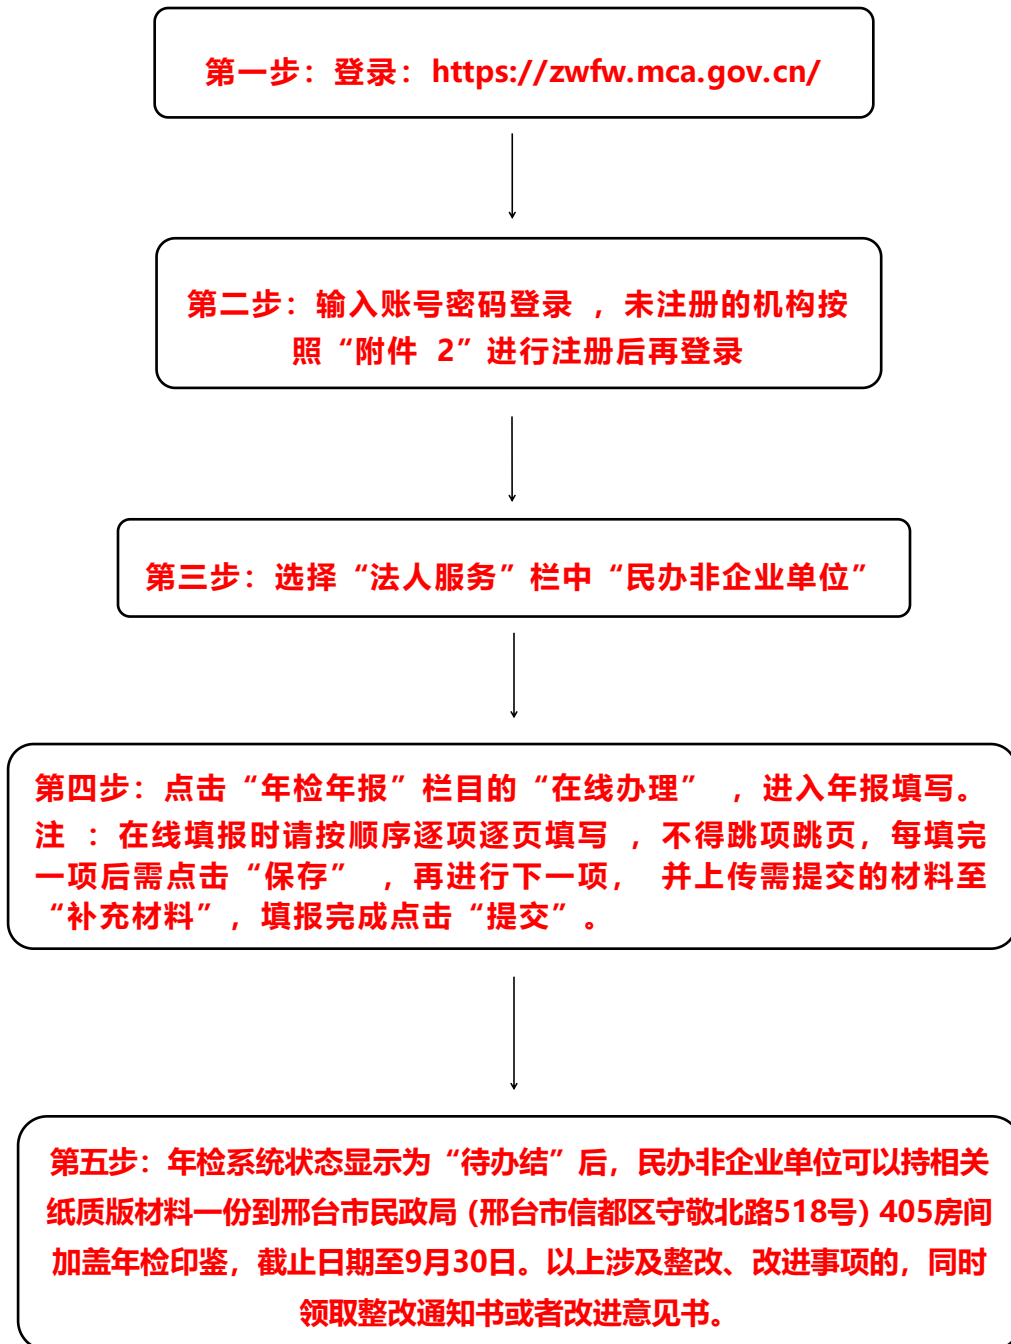 第一步：登录：https://zwfw.mca.gov.cn/
第二步：输入账号密码登录 ，未注册的机构按
照“附件 2”进行注册后再登录
第三步：选择“法人服务”栏中“民办非企业单位”
第四步：点击“年检年报”栏目的“在线办理” ，进入年报填写。
注 ：在线填报时请按顺序逐项逐页填写 ，不得跳项跳页，每填完
一项后需点击“保存” ，再进行下一项， 并上传需提交的材料至
“补充材料”，填报完成点击“提交”。
第五步：年检系统状态显示为“待办结”后，民办非企业单位可以持相关
纸质版材料一份到邢台市民政局（邢台市信都区守敬北路518号）405房间
加盖年检印鉴，截止日期至9月30日。以上涉及整改、改进事项的，同时
领取整改通知书或者改进意见书。